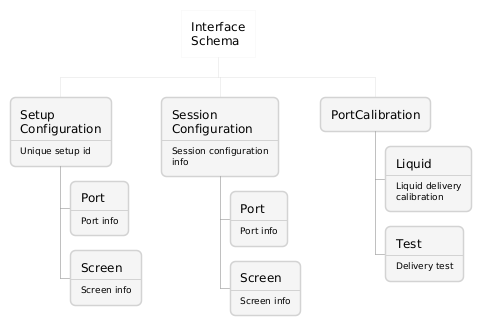 Interface
Schema
Setup
Configuration
Unique setup id
Port
Port info
Screen
Screen info
Session
Configuration
Session configuration
info
Port
Port info
Screen
Screen info
PortCalibration
Liquid
Liquid delivery
calibration
Test
Delivery test